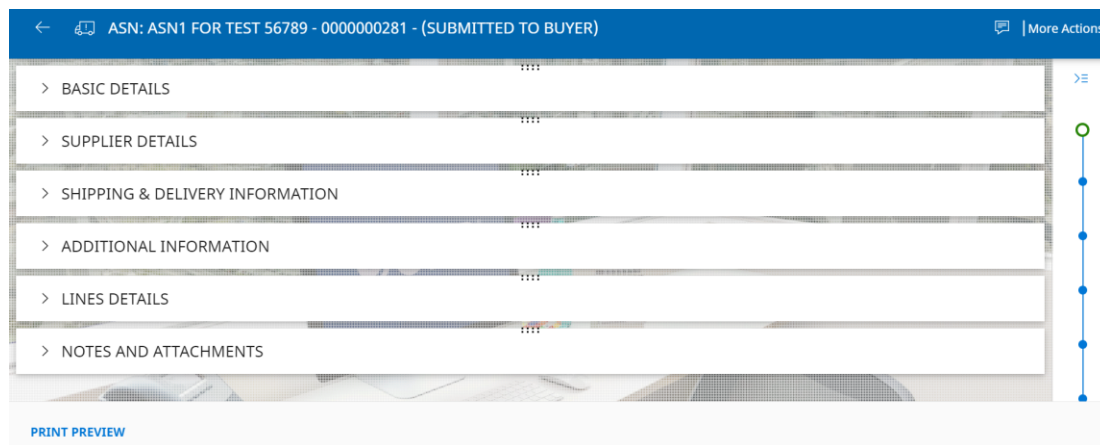 ASN: ASN1 FOR TEST 56789 - 0000000281 - (SUBMITTED TO BUYER)
More Actions
BASIC DETAILS
SUPPLIER DETAILS
SHIPPING & DELIVERY INFORMATION
ADDITIONAL INFORMATION
LINES DETAILS
NOTES AND ATTACHMENTS
PRINT PREVIEW